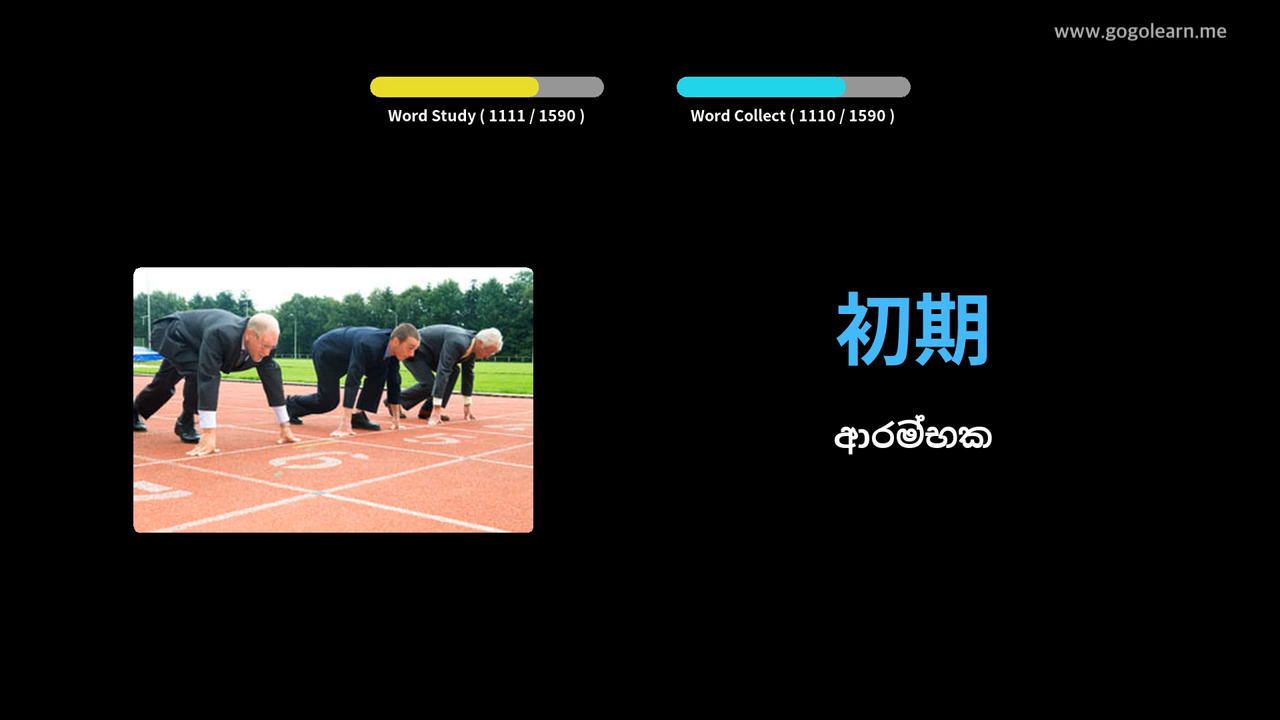 www.gogolearn.me
Word Study ( 1111 / 1590 )
Word Collect ( 1110 / 1590 )
初期
ආරම්භක